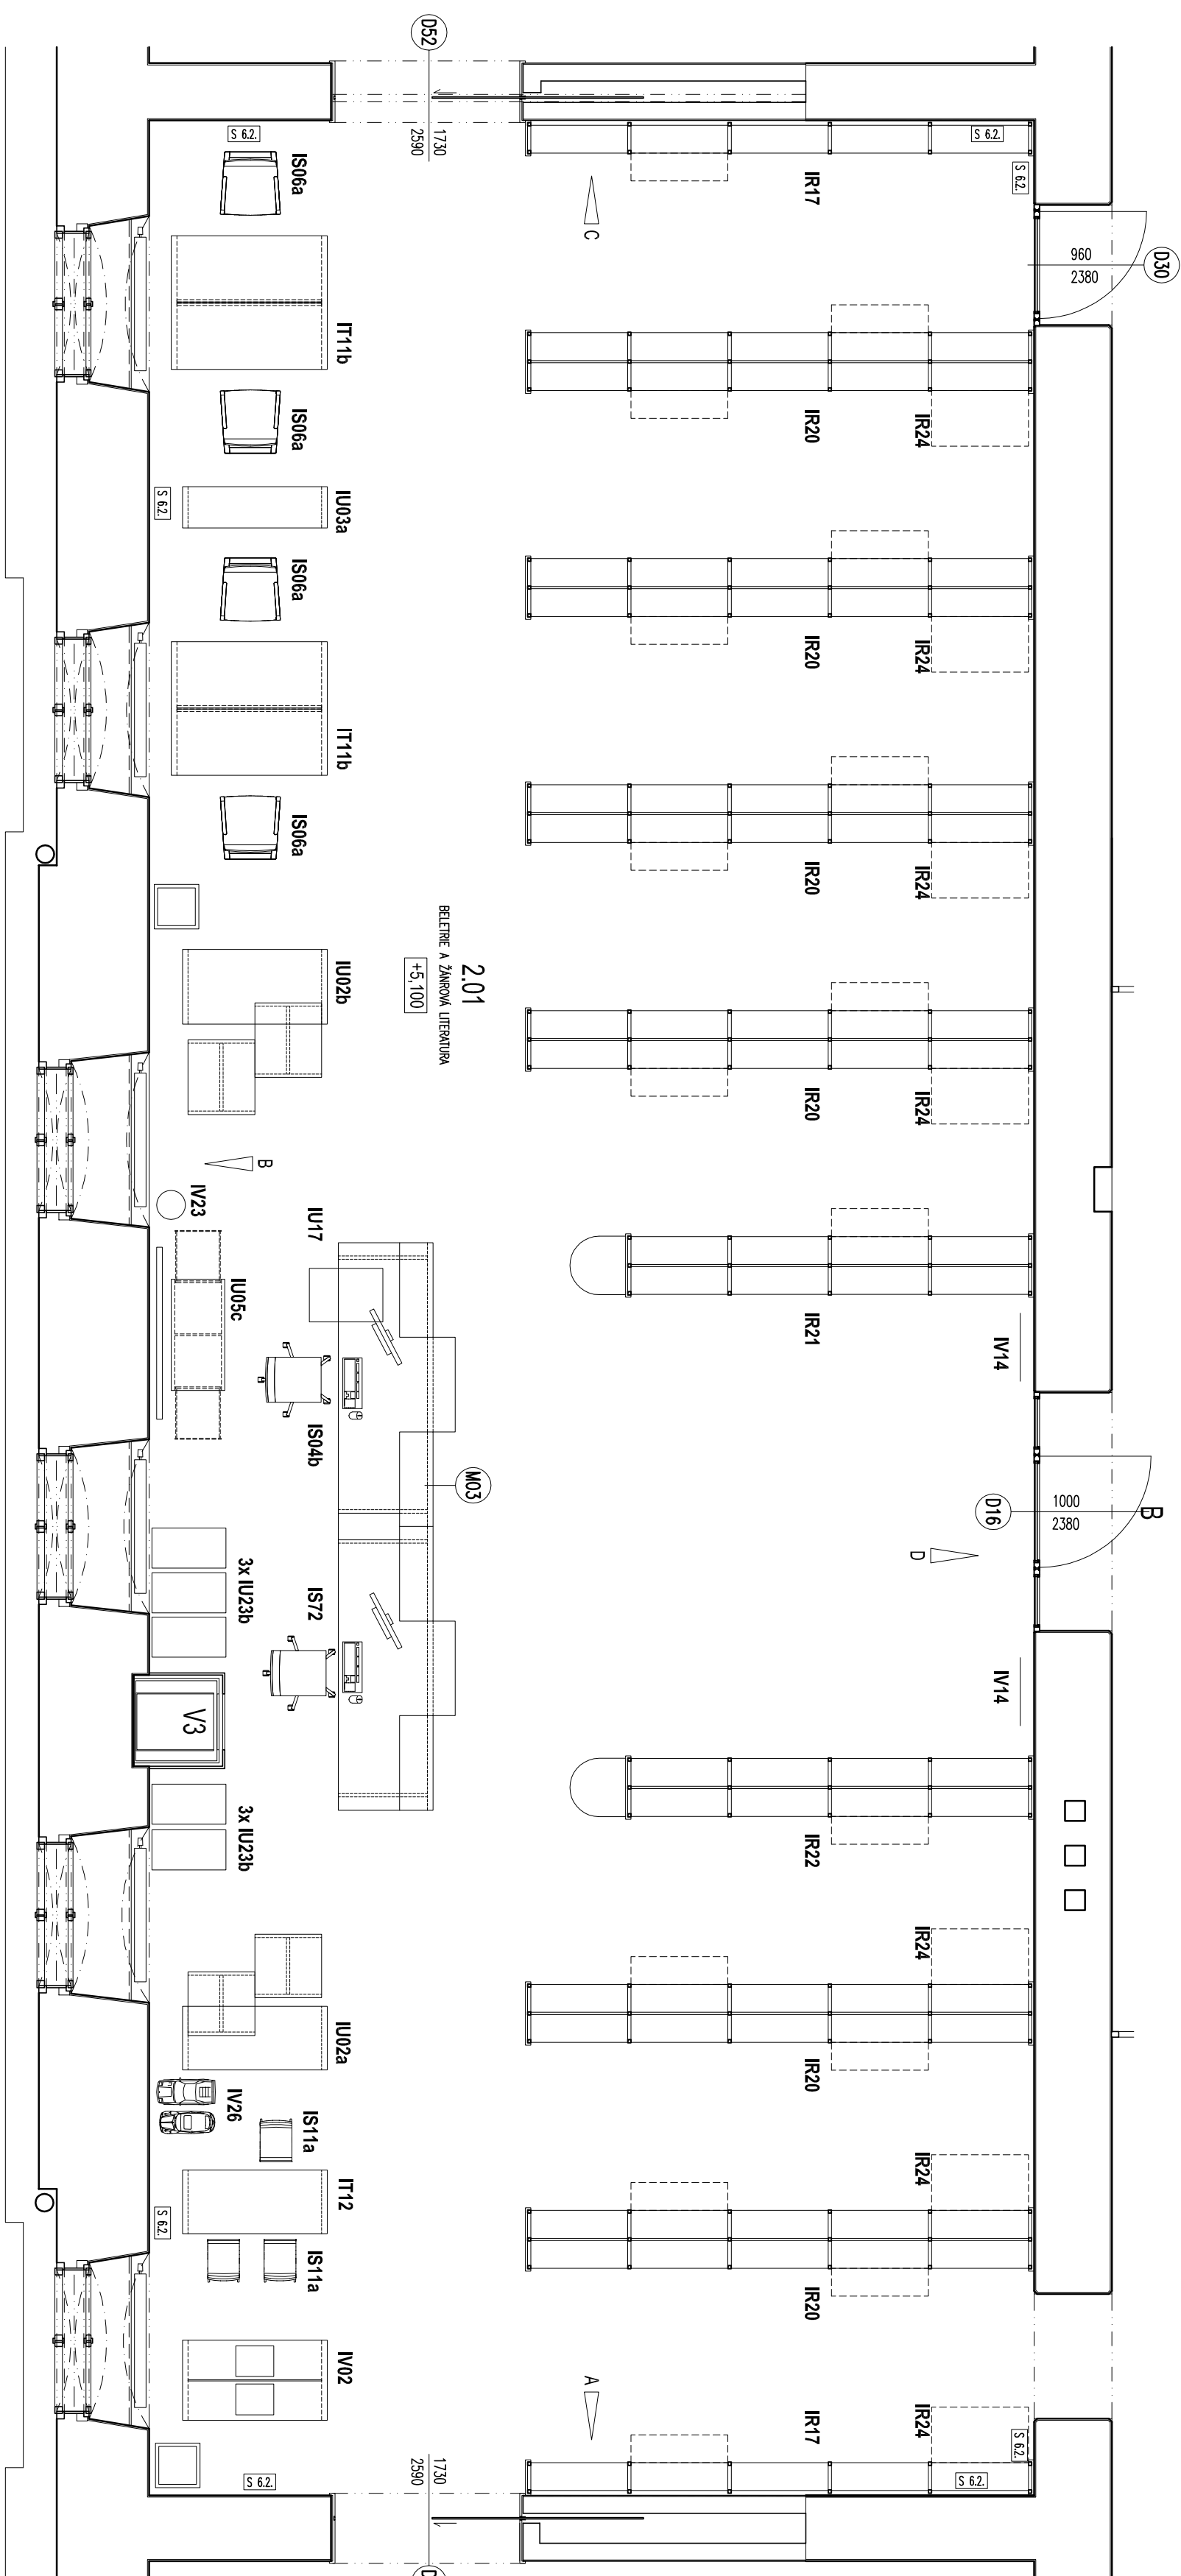 D52
1730
2590
S 6.2.
IS06a
S 6.2.
S 6.2.
IR17
C
D30
960
2380
IT11b
IR20
IR24
IS06a
IU03a
S 6.2.
IS06a
IR20
IR24
IT11b
IS06a
IR20
IR24
2.01
BELETRIE A ŽÁNROVÁ LITERATURA
+5,100
IU02b
IR20
IR24
B
IV23
IU17
IU05c
IR21
IV14
IS04b
M03
D16
1000
2380
B
D
3x IU23b
IS72
IV14
V3
3x IU23b
IR22
IR24
IU02a
IR20
IV26
IS11a
IT12
IR24
S 6.2.
IS11a
IR20
IV02
A
IR17
IR24
S 6.2.
S 6.2.
S 6.2.
1730
2590